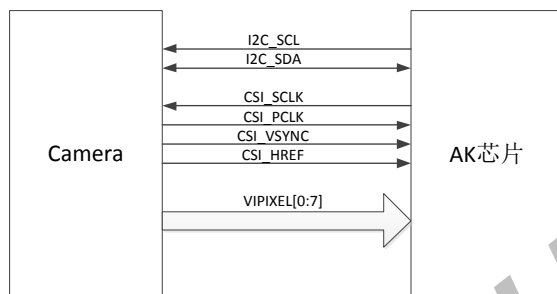 I2C_SCL
I2C_SDA
CSI_SCLK
CSI_PCLK
CSI_VSYNC
CSI_HREF
Camera
AK芯片
VIPIXEL[0:7]